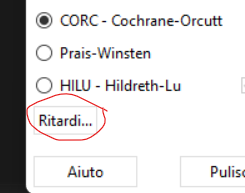 CORC - Cochrane-Orcutt
Prais-Winsten
HILU - Hildreth-Lu
Ritardi...
Aiuto Pulisc